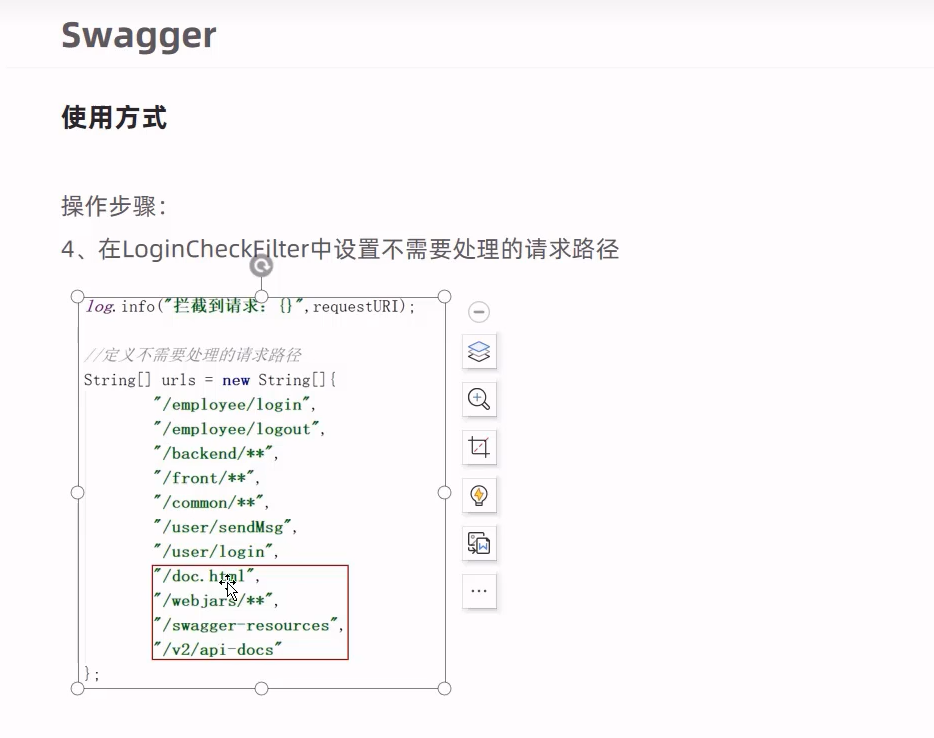 Swagger
使用方式
操作步骤：
4、在LoginCheckFilter中设置不需要处理的请求路径
log.info("拦截到请求：{}",requestURI);
//定义不需要处理的请求路径
String[] urls = new String[]{
"/employee/login",
"/employee/logout",
"/backend/**",
"/front/**",
"/common/**",
"/user/sendMsg",
"/user/login",
"/doc.html",
"/webjars/**",
"/swagger-resources",
"/v2/api-docs"
};